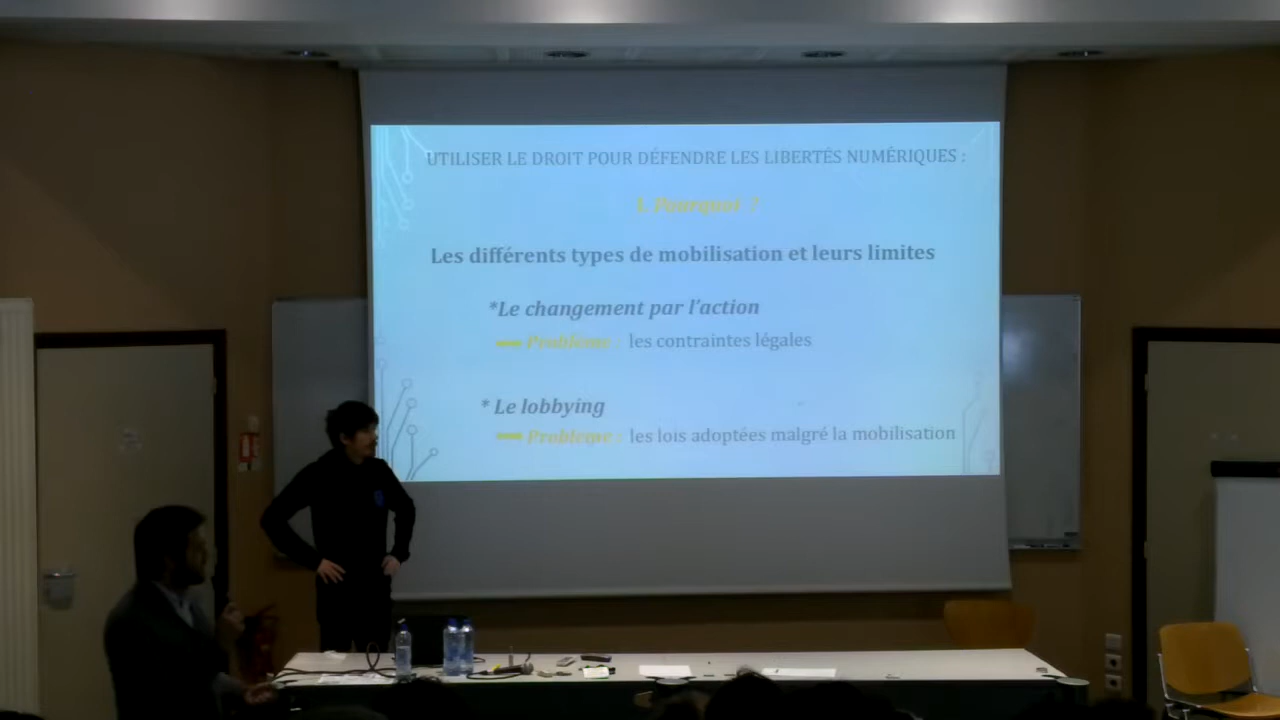 UTILISER LE DROIT POUR DÉFENDRE LES LIBERTÉS NUMÉRIQUES :
1. Pourquoi ?
Les différents types de mobilisation et leurs limites
*Le changement par l'action
Problème : les contraintes légales
* Le lobbying
Problème : les lois adoptées malgré la mobilisation